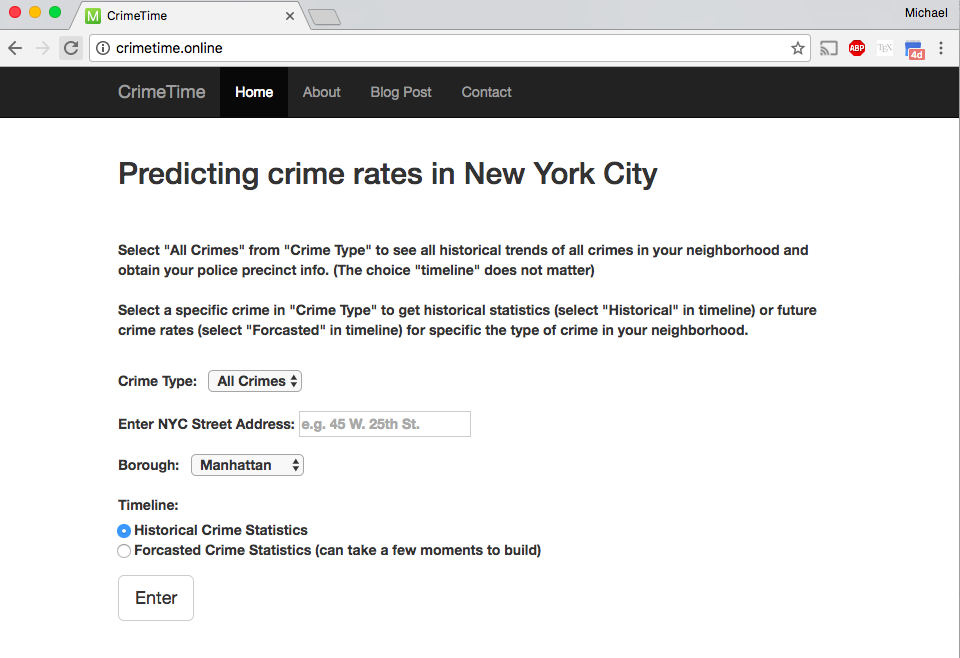 M CrimeTime
Michael
crimetime.online
ABP
TEX
4d
CrimeTime Home About Blog Post Contact
Predicting crime rates in New York City
Select "All Crimes" from "Crime Type" to see all historical trends of all crimes in your neighborhood and
obtain your police precinct info. (The choice "timeline" does not matter)
Select a specific crime in "Crime Type" to get historical statistics (select "Historical" in timeline) or future
crime rates (select "Forcasted" in timeline) for specific the type of crime in your neighborhood.
Crime Type: All Crimes
Enter NYC Street Address: e.g. 45 W. 25th St.
Borough: Manhattan
Timeline:
Historical Crime Statistics
Forcasted Crime Statistics (can take a few moments to build)
Enter